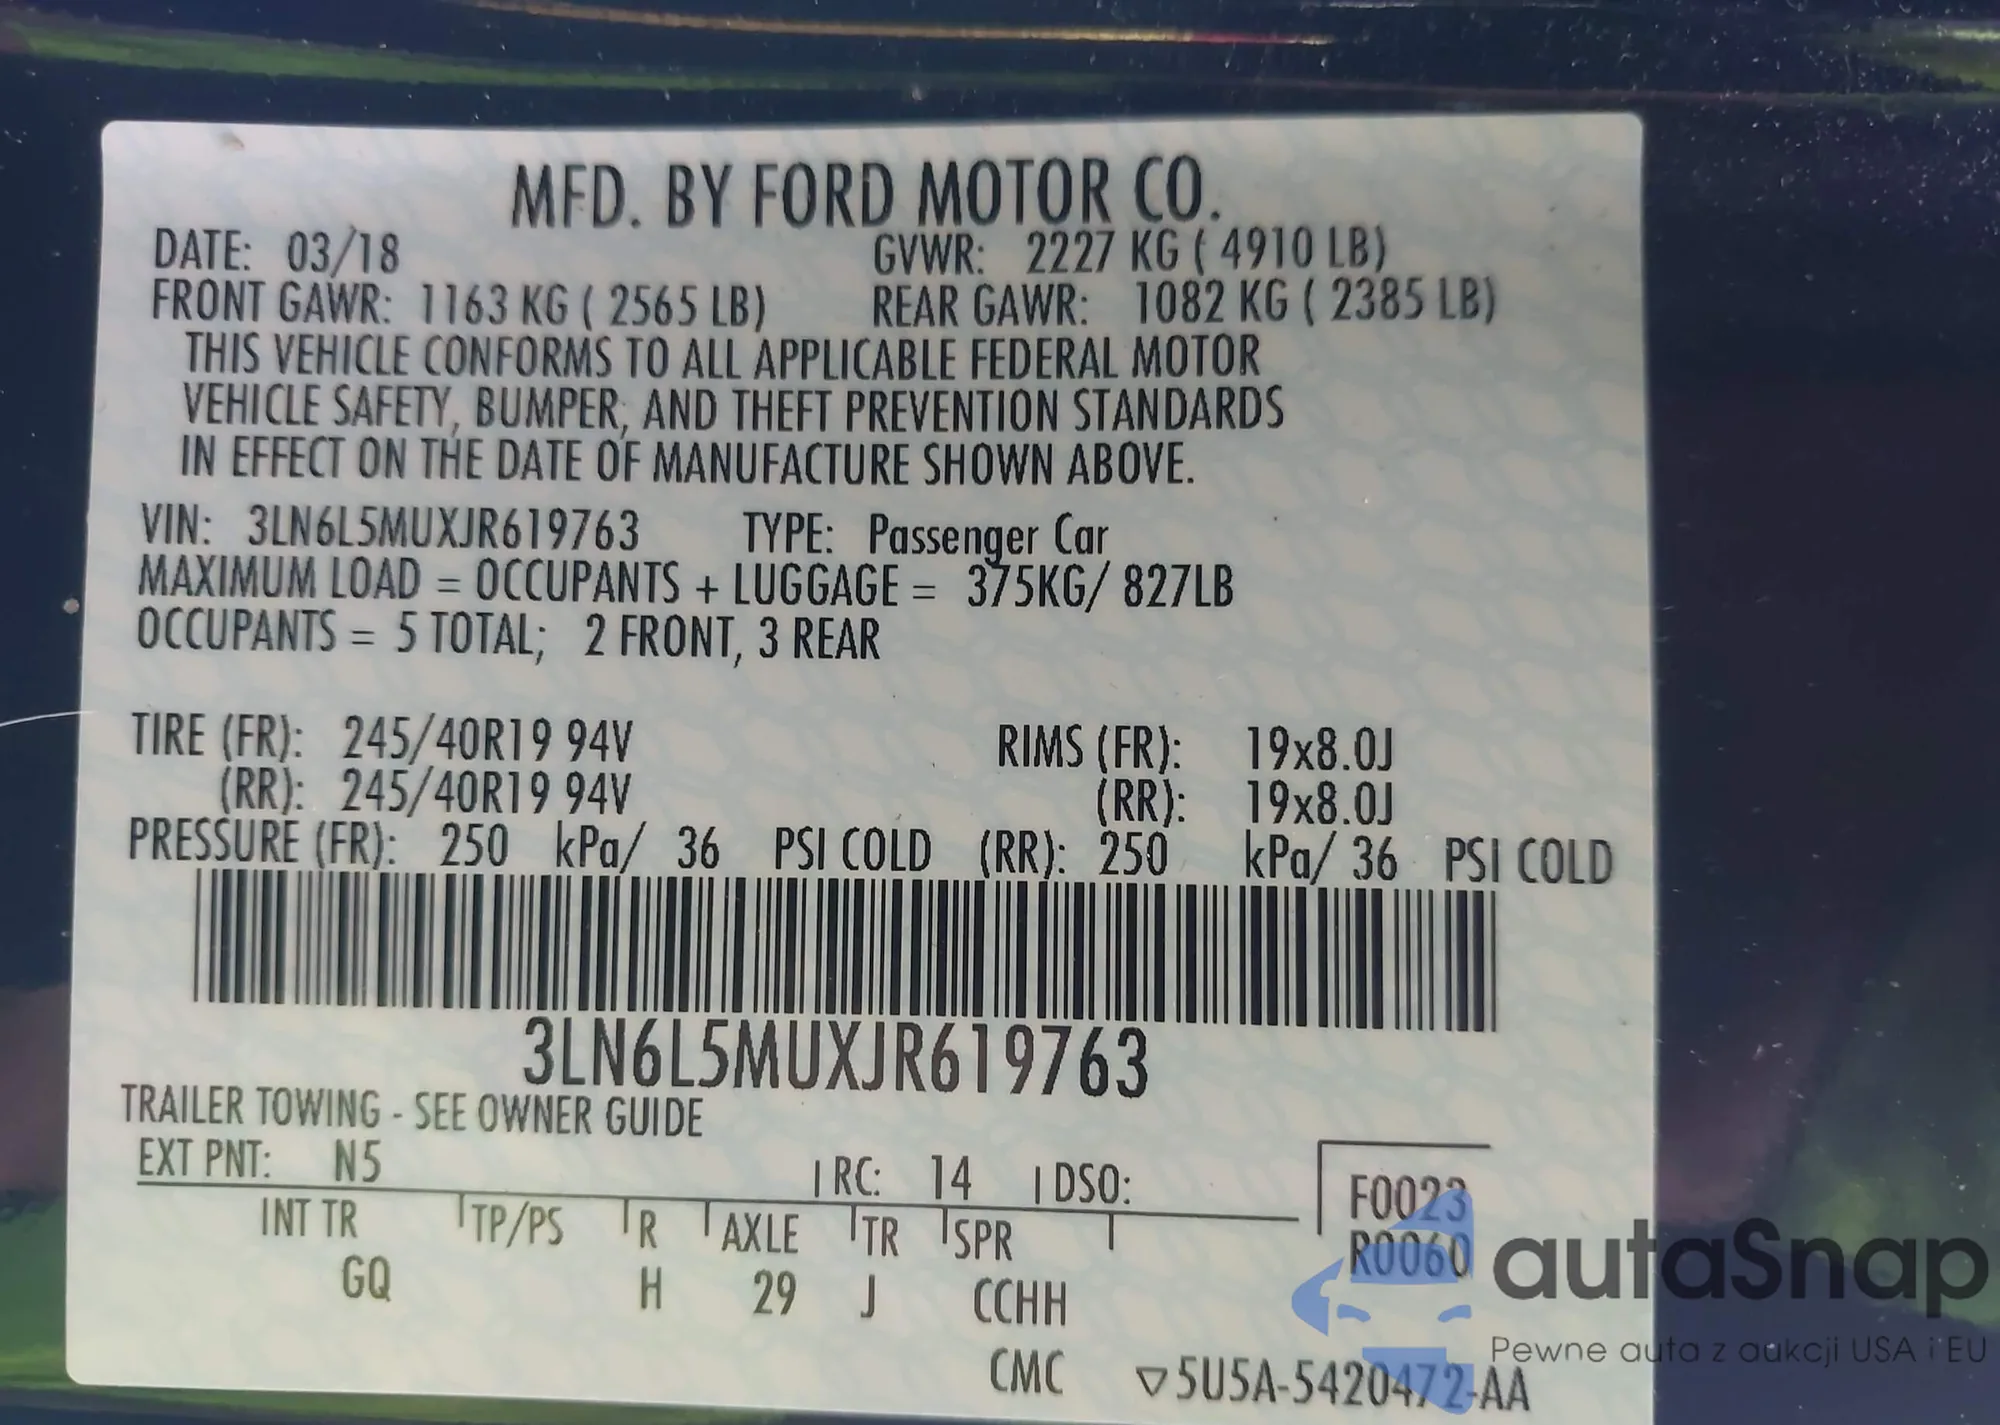 MFD. BY FORD MOTOR CO.
DATE: 03/18 GVWR: 2227 KG ( 4910 LB)
FRONT GAWR: 1163 KG ( 2565 LB) REAR GAWR: 1082 KG ( 2385 LB)
THIS VEHICLE CONFORMS TO ALL APPLICABLE FEDERAL MOTOR
VEHICLE SAFETY, BUMPER, AND THEFT PREVENTION STANDARDS
IN EFFECT ON THE DATE OF MANUFACTURE SHOWN ABOVE.
VIN: 3LN6L5MUXJR619763 TYPE: Passenger Car
MAXIMUM LOAD = OCCUPANTS + LUGGAGE = 375KG/ 827LB
OCCUPANTS = 5 TOTAL; 2 FRONT, 3 REAR
TIRE (FR): 245/40R19 94V RIMS (FR): 19x8.0J
(RR): 245/40R19 94V (RR): 19x8.0J
PRESSURE (FR): 250 kPa/ 36 PSI COLD (RR): 250 kPa/ 36 PSI COLD
3LN6L5MUXJR619763
TRAILER TOWING - SEE OWNER GUIDE
EXT PNT: N5 RC: 14 DSO:
INT TR TP/PS R AXLE TR SPR
GQ H 29 J CCHH
F0023
R0060
CMC ▽5U5A-5420472-AA
autaSnap
Pewne auta z aukcji USA i EU